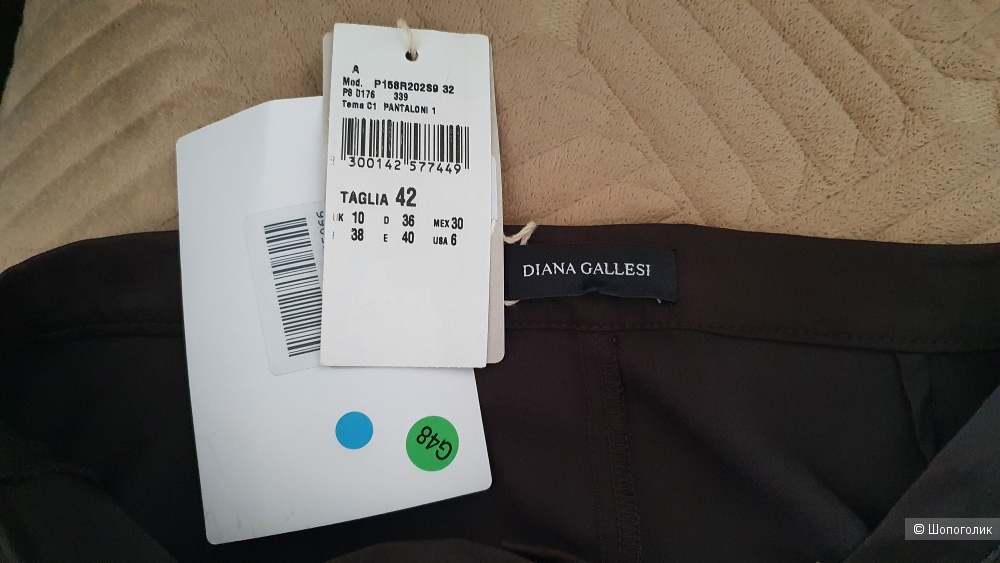 A
Mod. P158R202S9 32
P8 0176 339
Tema C1 PANTALONI 1
300142 577449
TAGLIA 42
K 10 D 36 MEX 30
38 E 40 USA 6
DIANA GALLESI
G48
© Шопоголик